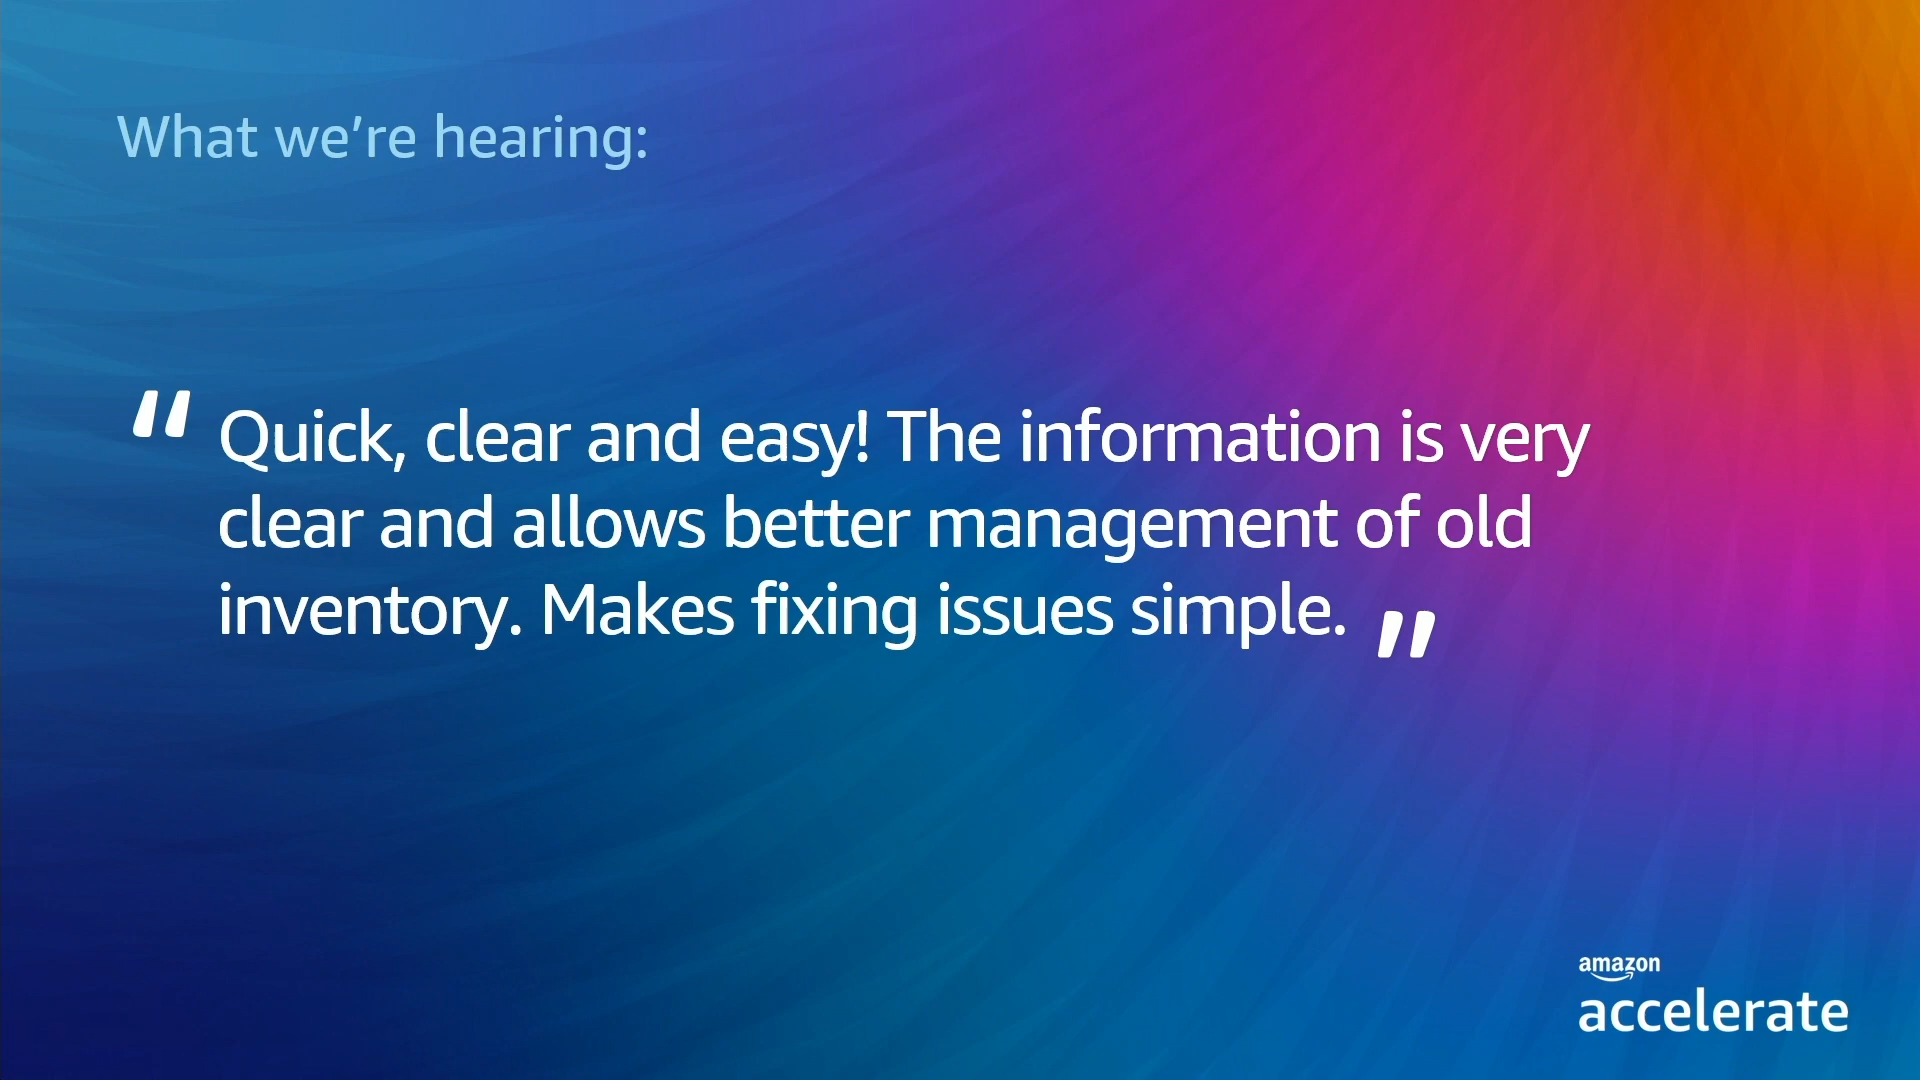 What we’re hearing:
“ Quick, clear and easy! The information is very
clear and allows better management of old
inventory. Makes fixing issues simple. ”
amazon
accelerate